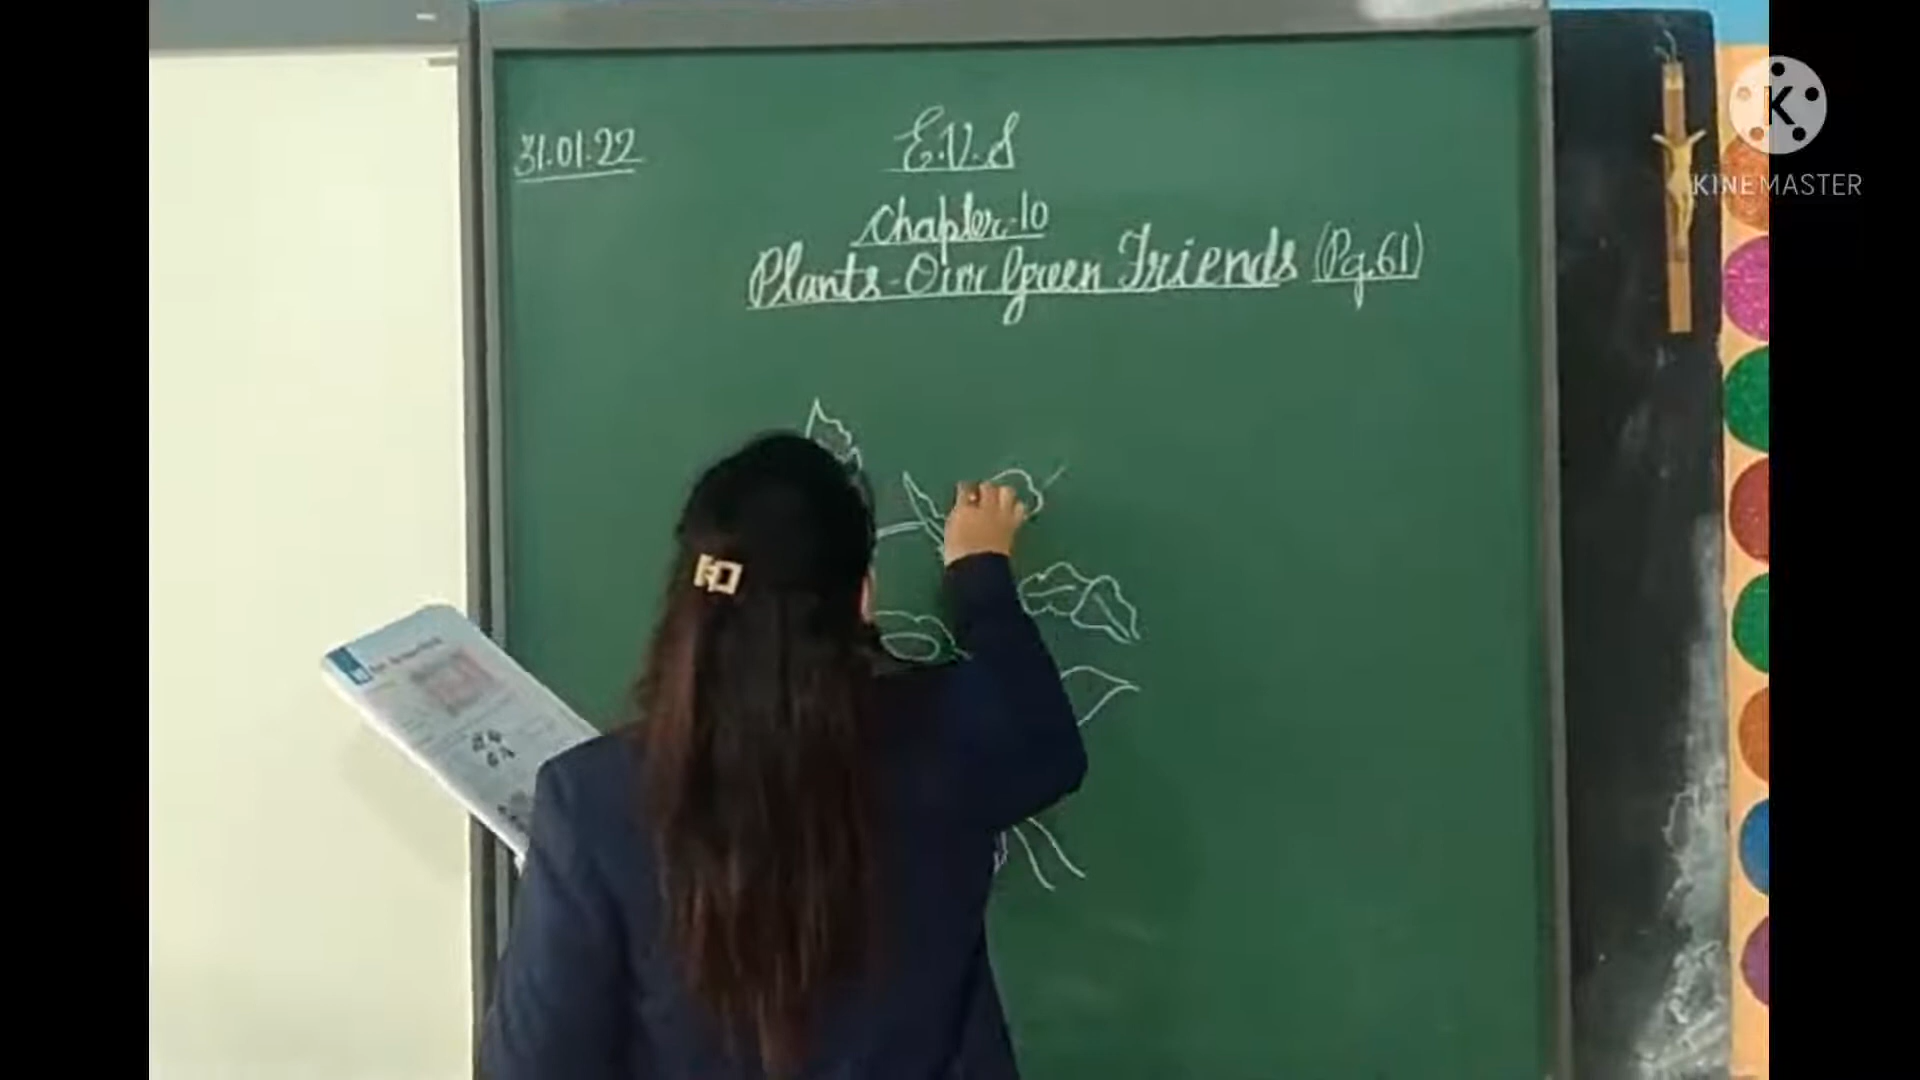 31.01.22
E.V.S
Chapter-10
Plants-Our Green Friends (Pg.61)
K
KINEMASTER